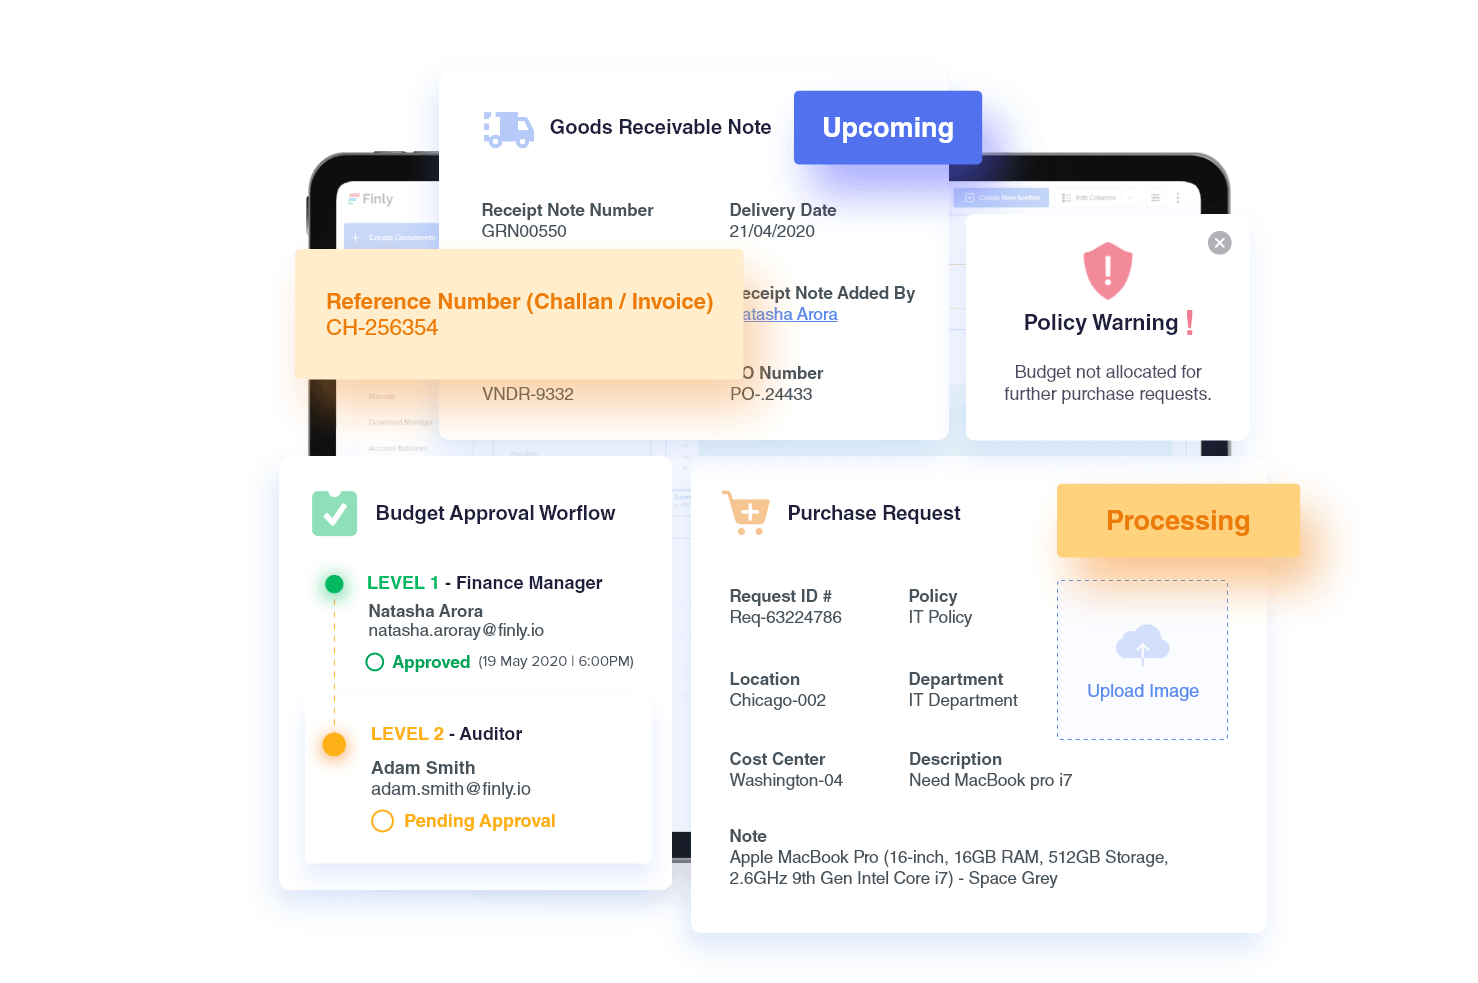 Goods Receivable Note
Upcoming
Finly
Create New Suction
Edit Columns
Create Documents
Receipt Note Number
GRN00550
Delivery Date
21/04/2020
Reference Number (Challan / Invoice)
CH-256354
eceipt Note Added By
atasha Arora
VNDR-9332
O Number
PO-.24433
Policy Warning
Budget not allocated for
further purchase requests.
Manage
Download Manager
Account Balances
Budget Approval Worflow
LEVEL 1 - Finance Manager
Natasha Arora
natasha.aroray@finly.io
Approved (19 May 2020 | 6:00PM)
LEVEL 2 - Auditor
Adam Smith
adam.smith@finly.io
Pending Approval
Purchase Request
Processing
Request ID #
Req-63224786
Policy
IT Policy
Location
Chicago-002
Department
IT Department
Upload Image
Cost Center
Washington-04
Description
Need MacBook pro i7
Note
Apple MacBook Pro (16-inch, 16GB RAM, 512GB Storage,
2.6GHz 9th Gen Intel Core i7) - Space Grey